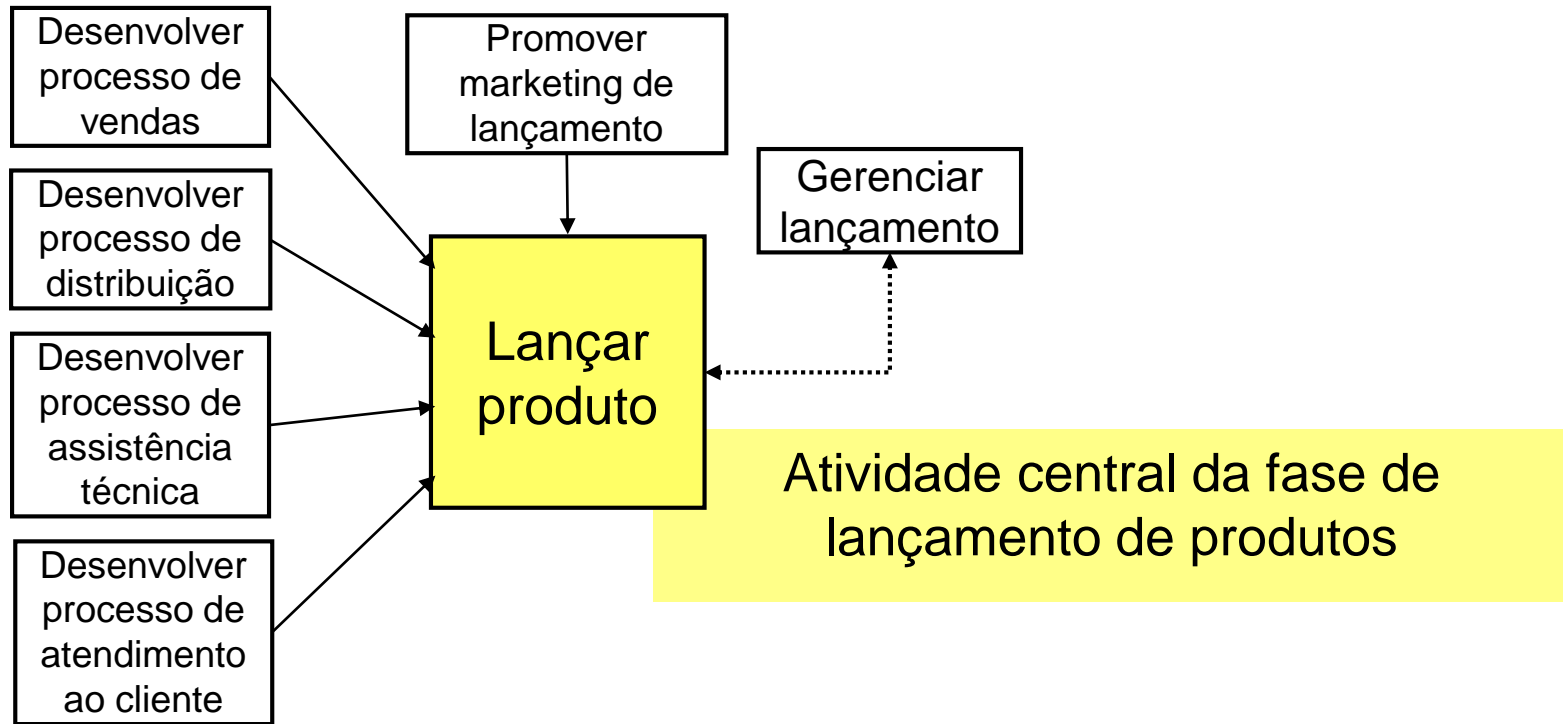 Desenvolver
processo de
vendas
Promover
marketing de
lançamento
Gerenciar
lançamento
Desenvolver
processo de
distribuição
Lançar
produto
Desenvolver
processo de
assistência
técnica
Atividade central da fase de
lançamento de produtos
Desenvolver
processo de
atendimento
ao cliente